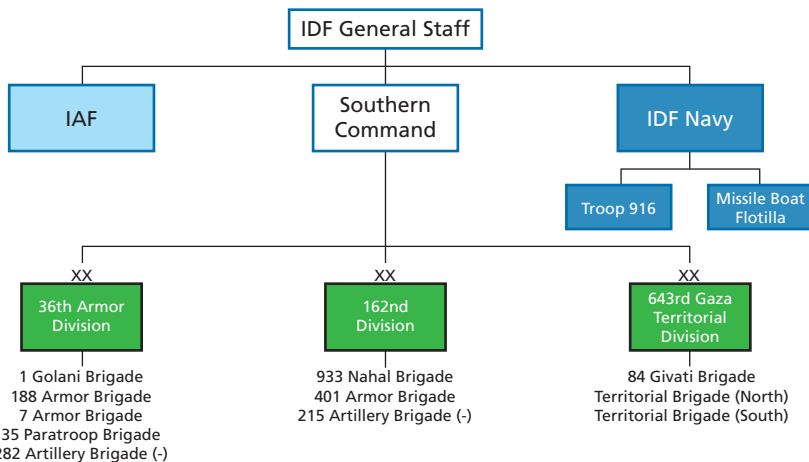 IDF General Staff
IAF
Southern
Command
IDF Navy
Troop 916
Missile Boat
Flotilla
XX
XX
XX
36th Armor
Division
162nd
Division
643rd Gaza
Territorial
Division
1 Golani Brigade
188 Armor Brigade
7 Armor Brigade
35 Paratroop Brigade
282 Artillery Brigade (-)
933 Nahal Brigade
401 Armor Brigade
215 Artillery Brigade (-)
84 Givati Brigade
Territorial Brigade (North)
Territorial Brigade (South)